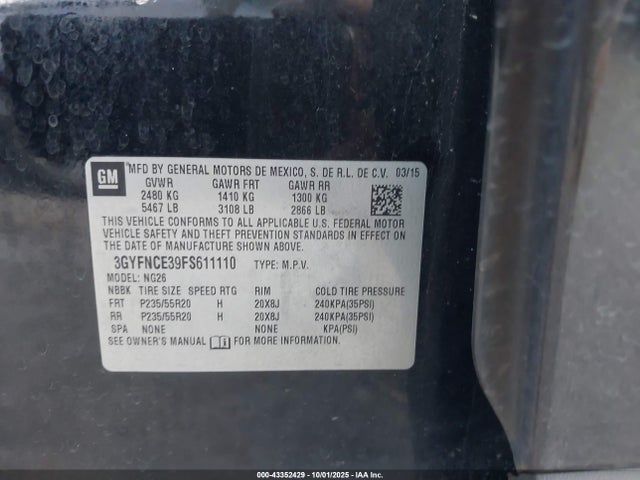 GM
MFD BY GENERAL MOTORS DE MEXICO, S. DE R.L. DE C.V. 03/15
GVWR GAWR FRT GAWR RR
2480 KG 1410 KG 1300 KG
5467 LB 3108 LB 2866 LB
THIS VEHICLE CONFORMS TO ALL APPLICABLE U.S. FEDERAL MOTOR
VEHICLE SAFETY, BUMPER, AND THEFT PREVENTION STANDARDS IN
EFFECT ON THE DATE OF MANUFACTURE SHOWN ABOVE.
3GYFNCE39FS611110 TYPE: M.P.V.
MODEL: NG26
NBBK TIRE SIZE SPEED RTG RIM COLD TIRE PRESSURE
FRT P235/55R20 H 20X8J 240KPA(35PSI)
RR P235/55R20 H 20X8J 240KPA(35PSI)
SPA NONE NONE KPA(PSI)
SEE OWNER'S MANUAL FOR MORE INFORMATION.
000-43352429 - 10/01/2025 - IAAI.CA